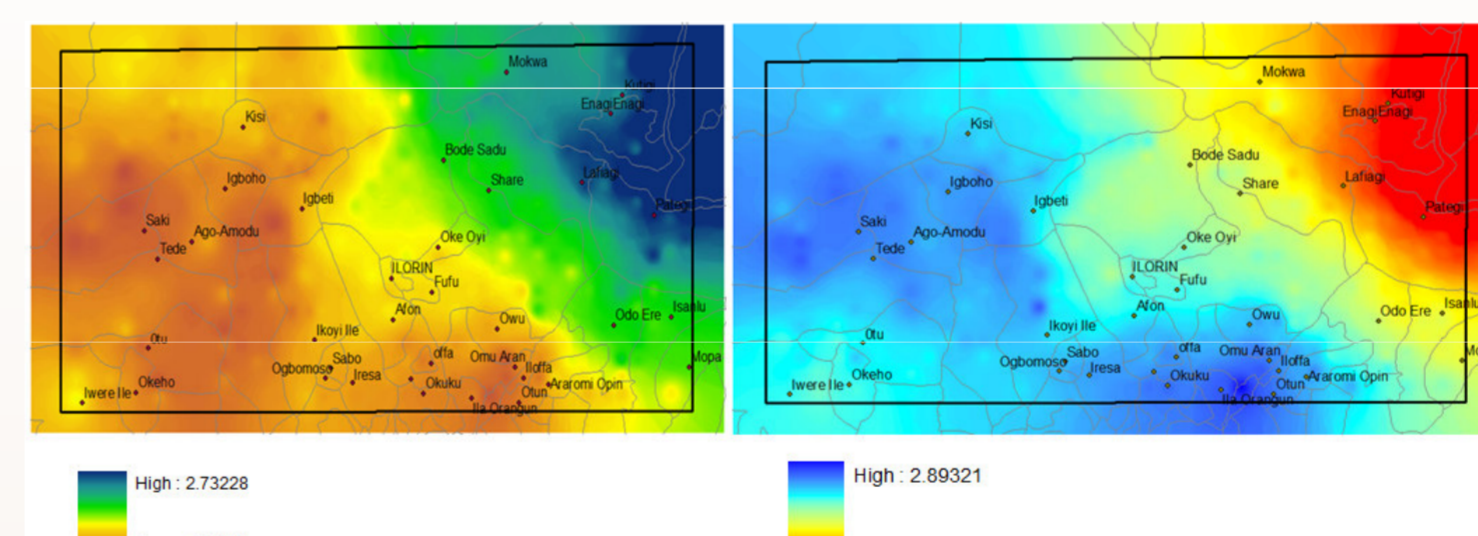 Mokwa
Kutigi
EnagiEnagi
Kisi
Bode Sadu
Lafiagi
Share
Igboho
Pategi
Igbeti
Saki
Ago-Amodu
Tede
Oke Oyi
ILORIN
Fufu
Isanlu
Odo Ere
Afon
Owu
Ikoyi Ile
Otu
offa
Omu Aran
Mopa
Sabo
Ogbomoso
Iresa
Iloffa
Okeho
Okuku
Otun
Araromi Opin
Iwere Ile
Ila Orangun
High : 2.73228
Mokwa
Kutigi
EnagiEnagi
Kisi
Bode Sadu
Lafiagi
Share
Igboho
Pategi
Igbeti
Saki
Ago-Amodu
Tede
Oke Oyi
ILORIN
Fufu
Isanlu
Odo Ere
Afon
Owu
Ikoyi Ile
Otu
offa
Omu Aran
Mo
Sabo
Ogbomoso
Iresa
Iloffa
Okeho
Okuku
Otun
Araromi Opin
Iwere Ile
Ila Orangun
High : 2.89321